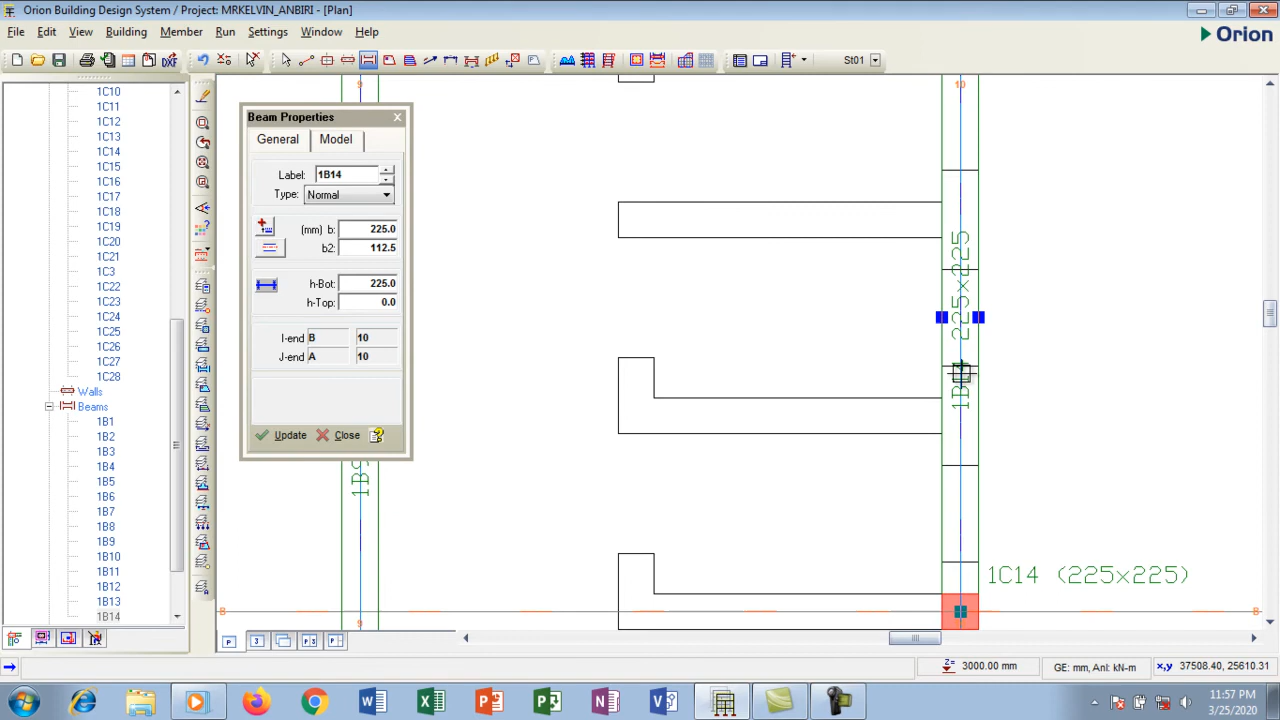 Orion Building Design System / Project: MRKELVIN_ANBIRI - [Plan]
File Edit View Building Member Run Settings Window Help
Orion
DXF
St01
1C10
1C11
1C12
1C13
1C14
1C15
1C16
1C17
1C18
1C19
1C20
1C21
1C3
1C22
1C23
1C24
1C25
1C26
1C27
1C28
Walls
Beams
1B1
1B2
1B3
1B4
1B5
1B6
1B7
1B8
1B9
1B10
1B11
1B12
1B13
1B14
9
10
Beam Properties
General Model
Label: 1B14
Type: Normal
(mm) b: 225.0
b2: 112.5
h-Bot: 225.0
h-Top: 0.0
I-end B 10
J-end A 10
Update Close
225x225
1C14 (225x225)
B
B
9
P 3
Z= 3000.00 mm
GE: mm, Anl: kN-m
x,y 37508.40, 25610.31
11:57 PM
3/25/2020